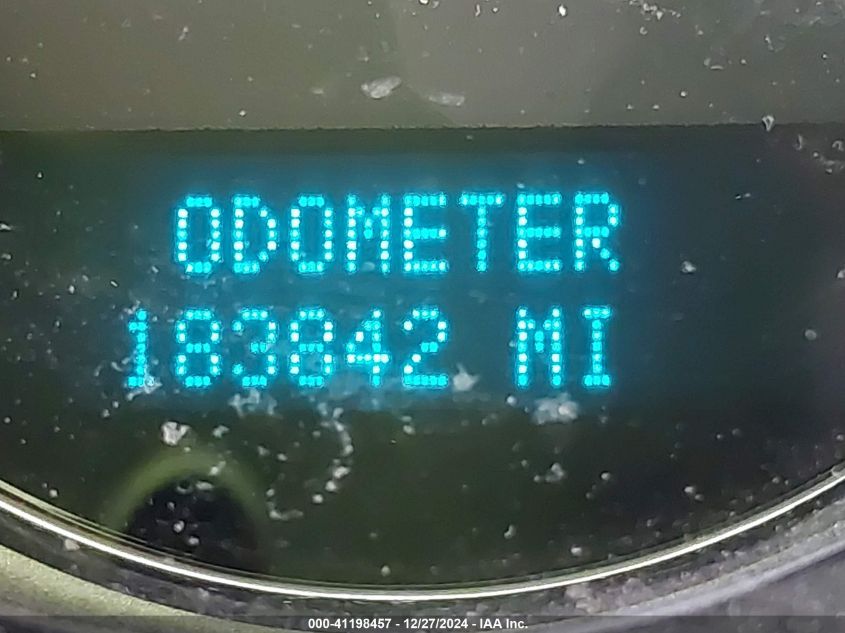 ODOMETER
183842 MI
000-41198457 - 12/27/2024 - IAA Inc.